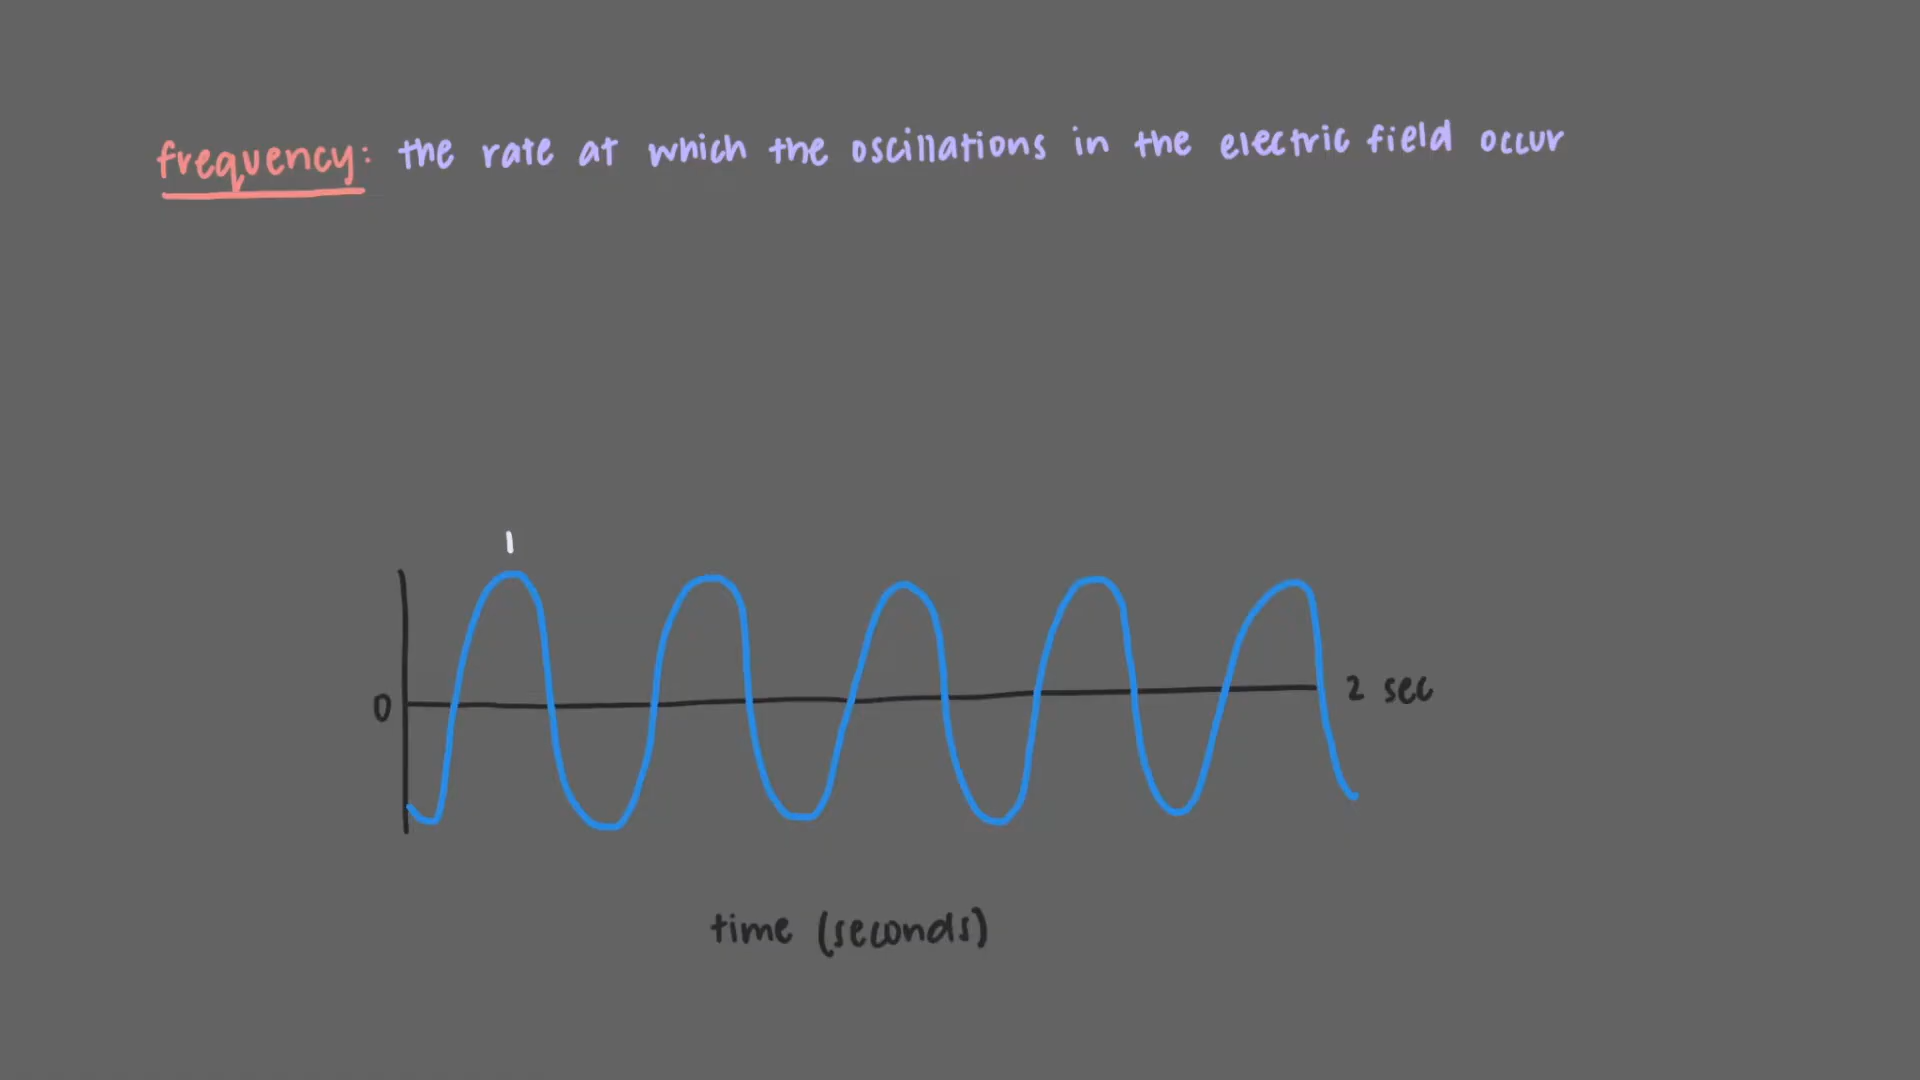 frequency: the rate at which the oscillations in the electric field occur
1
0
2 sec
time (seconds)